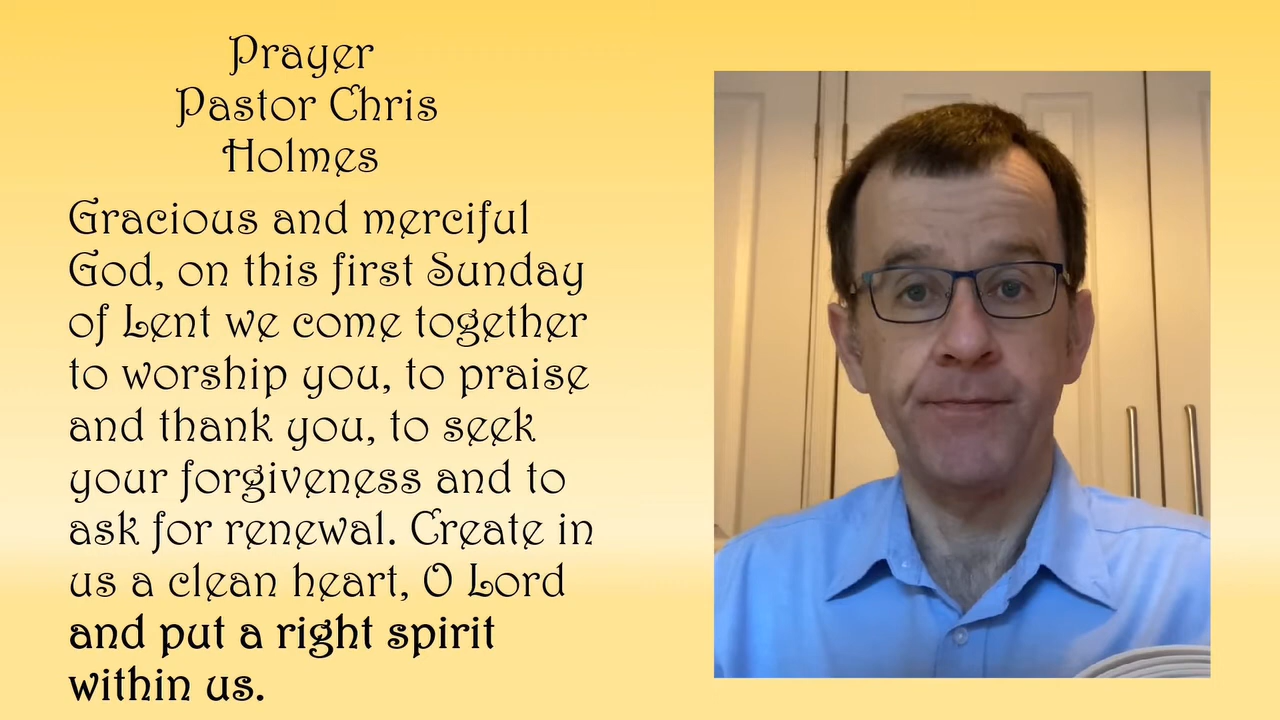 Prayer
Pastor Chris
Holmes
Gracious and merciful
God, on this first Sunday
of Lent we come together
to worship you, to praise
and thank you, to seek
your forgiveness and to
ask for renewal. Create in
us a clean heart, O Lord
and put a right spirit
within us.